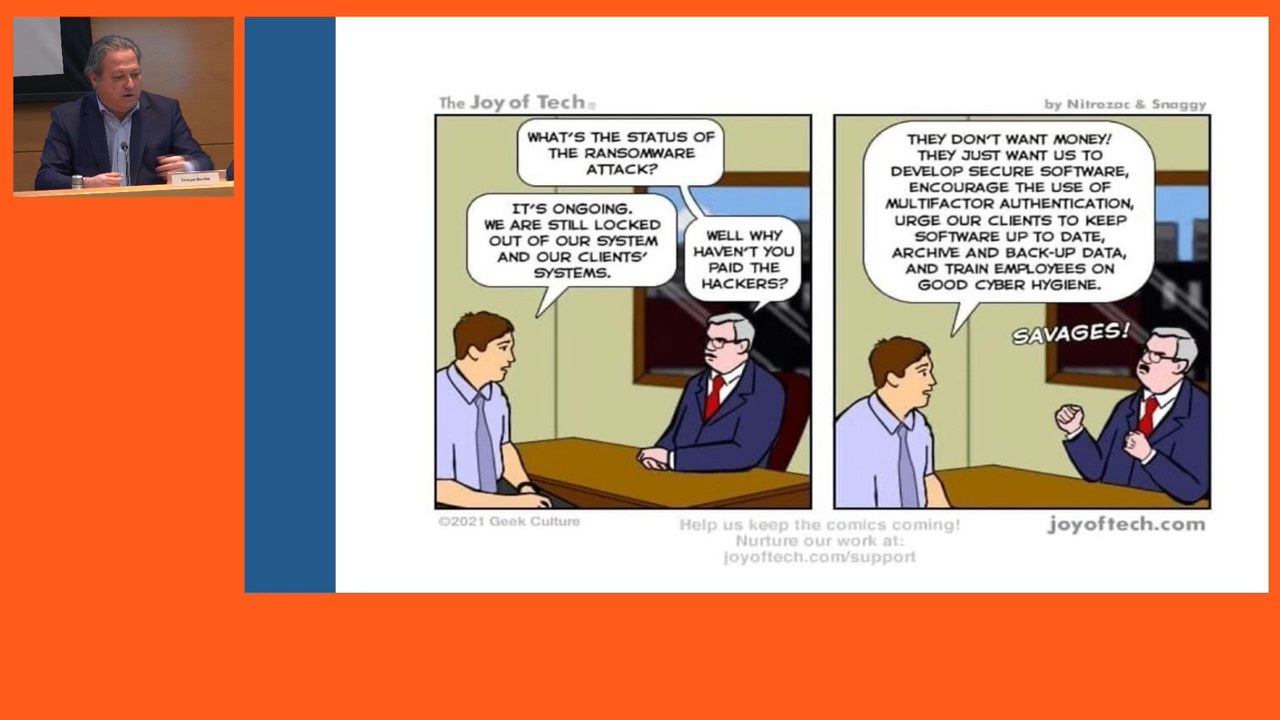 The Joy of Tech®
by Nitrozac & Snaggy
WHAT'S THE STATUS OF
THE RANSOMWARE
ATTACK?
IT'S ONGOING.
WE ARE STILL LOCKED
OUT OF OUR SYSTEM
AND OUR CLIENTS'
SYSTEMS.
WELL WHY
HAVEN'T YOU
PAID THE
HACKERS?
THEY DON'T WANT MONEY!
THEY JUST WANT US TO
DEVELOP SECURE SOFTWARE,
ENCOURAGE THE USE OF
MULTIFACTOR AUTHENTICATION,
URGE OUR CLIENTS TO KEEP
SOFTWARE UP TO DATE,
ARCHIVE AND BACK-UP DATA,
AND TRAIN EMPLOYEES ON
GOOD CYBER HYGIENE.
SAVAGES!
©2021 Geek Culture
Help us keep the comics coming!
Nurture our work at:
joyoftech.com/support
joyoftech.com